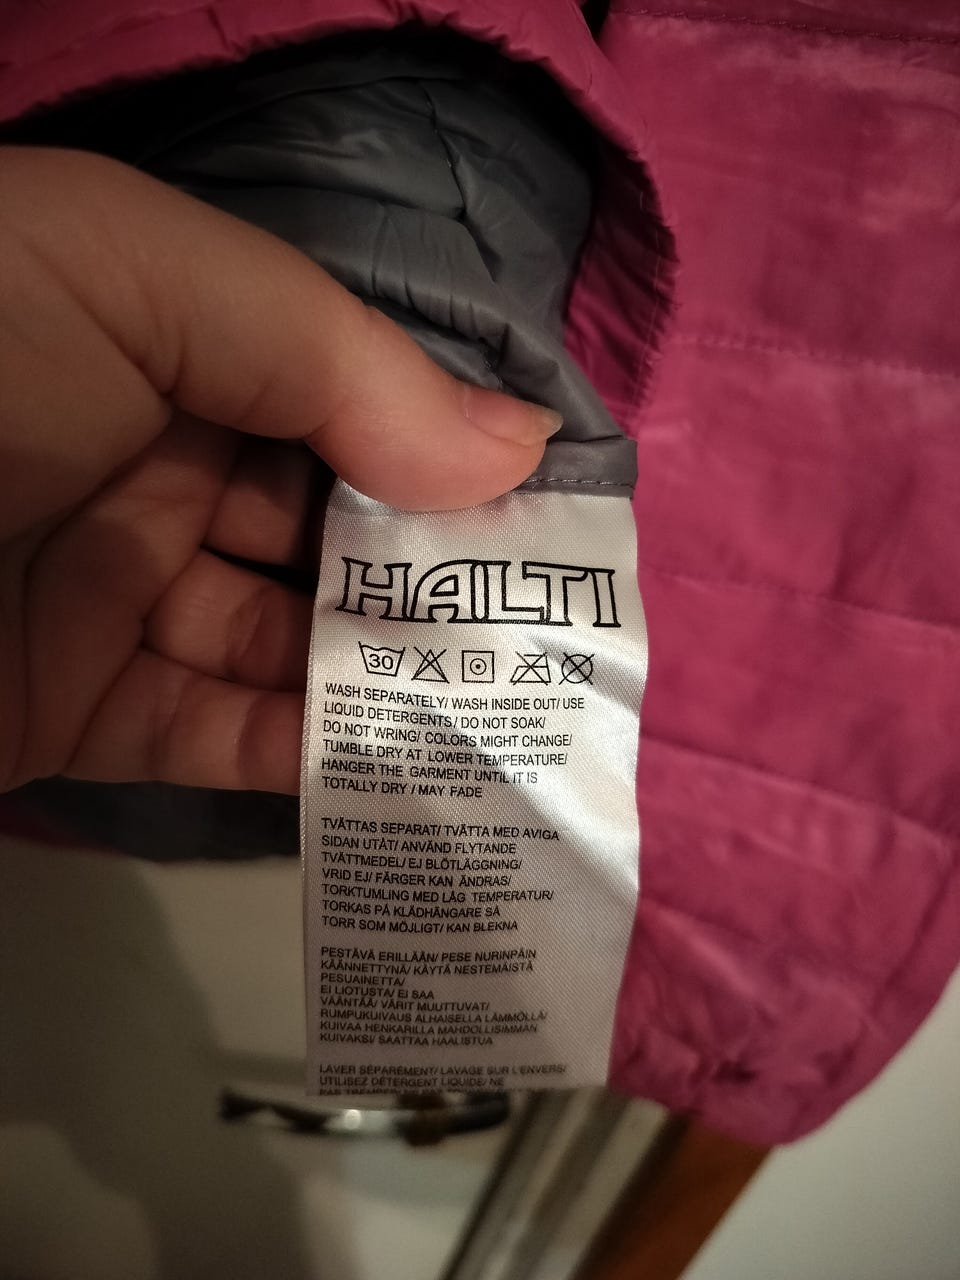 HALTI
30
WASH SEPARATELY/ WASH INSIDE OUT/ USE
LIQUID DETERGENTS/ DO NOT SOAK/
DO NOT WRING/ COLORS MIGHT CHANGE/
TUMBLE DRY AT LOWER TEMPERATURE/
HANGER THE GARMENT UNTIL IT IS
TOTALLY DRY / MAY FADE
TVÄTTAS SEPARAT/ TVÄTTA MED AVIGA
SIDAN UTÅT/ ANVÄND FLYTANDE
TVÄTTMEDEL/ EJ BLÖTLÄGGNING/
VRID EJ/ FÄRGER KAN ÄNDRAS/
TORKTUMLING MED LÅG TEMPERATUR/
TORKAS PÅ KLÄDHÄNGARE SÅ
TORR SOM MÖJLIGT/ KAN BLEKNA
PESTÄVÄ ERILLÄÄN/ PESE NURINPÄIN
KÄÄNNETTYNÄ/ KÄYTÄ NESTEMÄISTÄ
PESUAINETTA/
EI LIOTUSTA/ EI SAA
VÄÄNTÄÄ/ VÄRIT MUUTTUVAT/
RUMPUKUIVAUS ALHAISELLA LÄMMÖLLÄ/
KUIVAA HENKARILLA MAHDOLLISIMMAN
KUIVAKSI/ SAATTAA HAALISTUA
LAVER SÉPARÉMENT/ LAVAGE SUR L'ENVERS/
UTILISEZ DÉTERGENT LIQUIDE/ NE